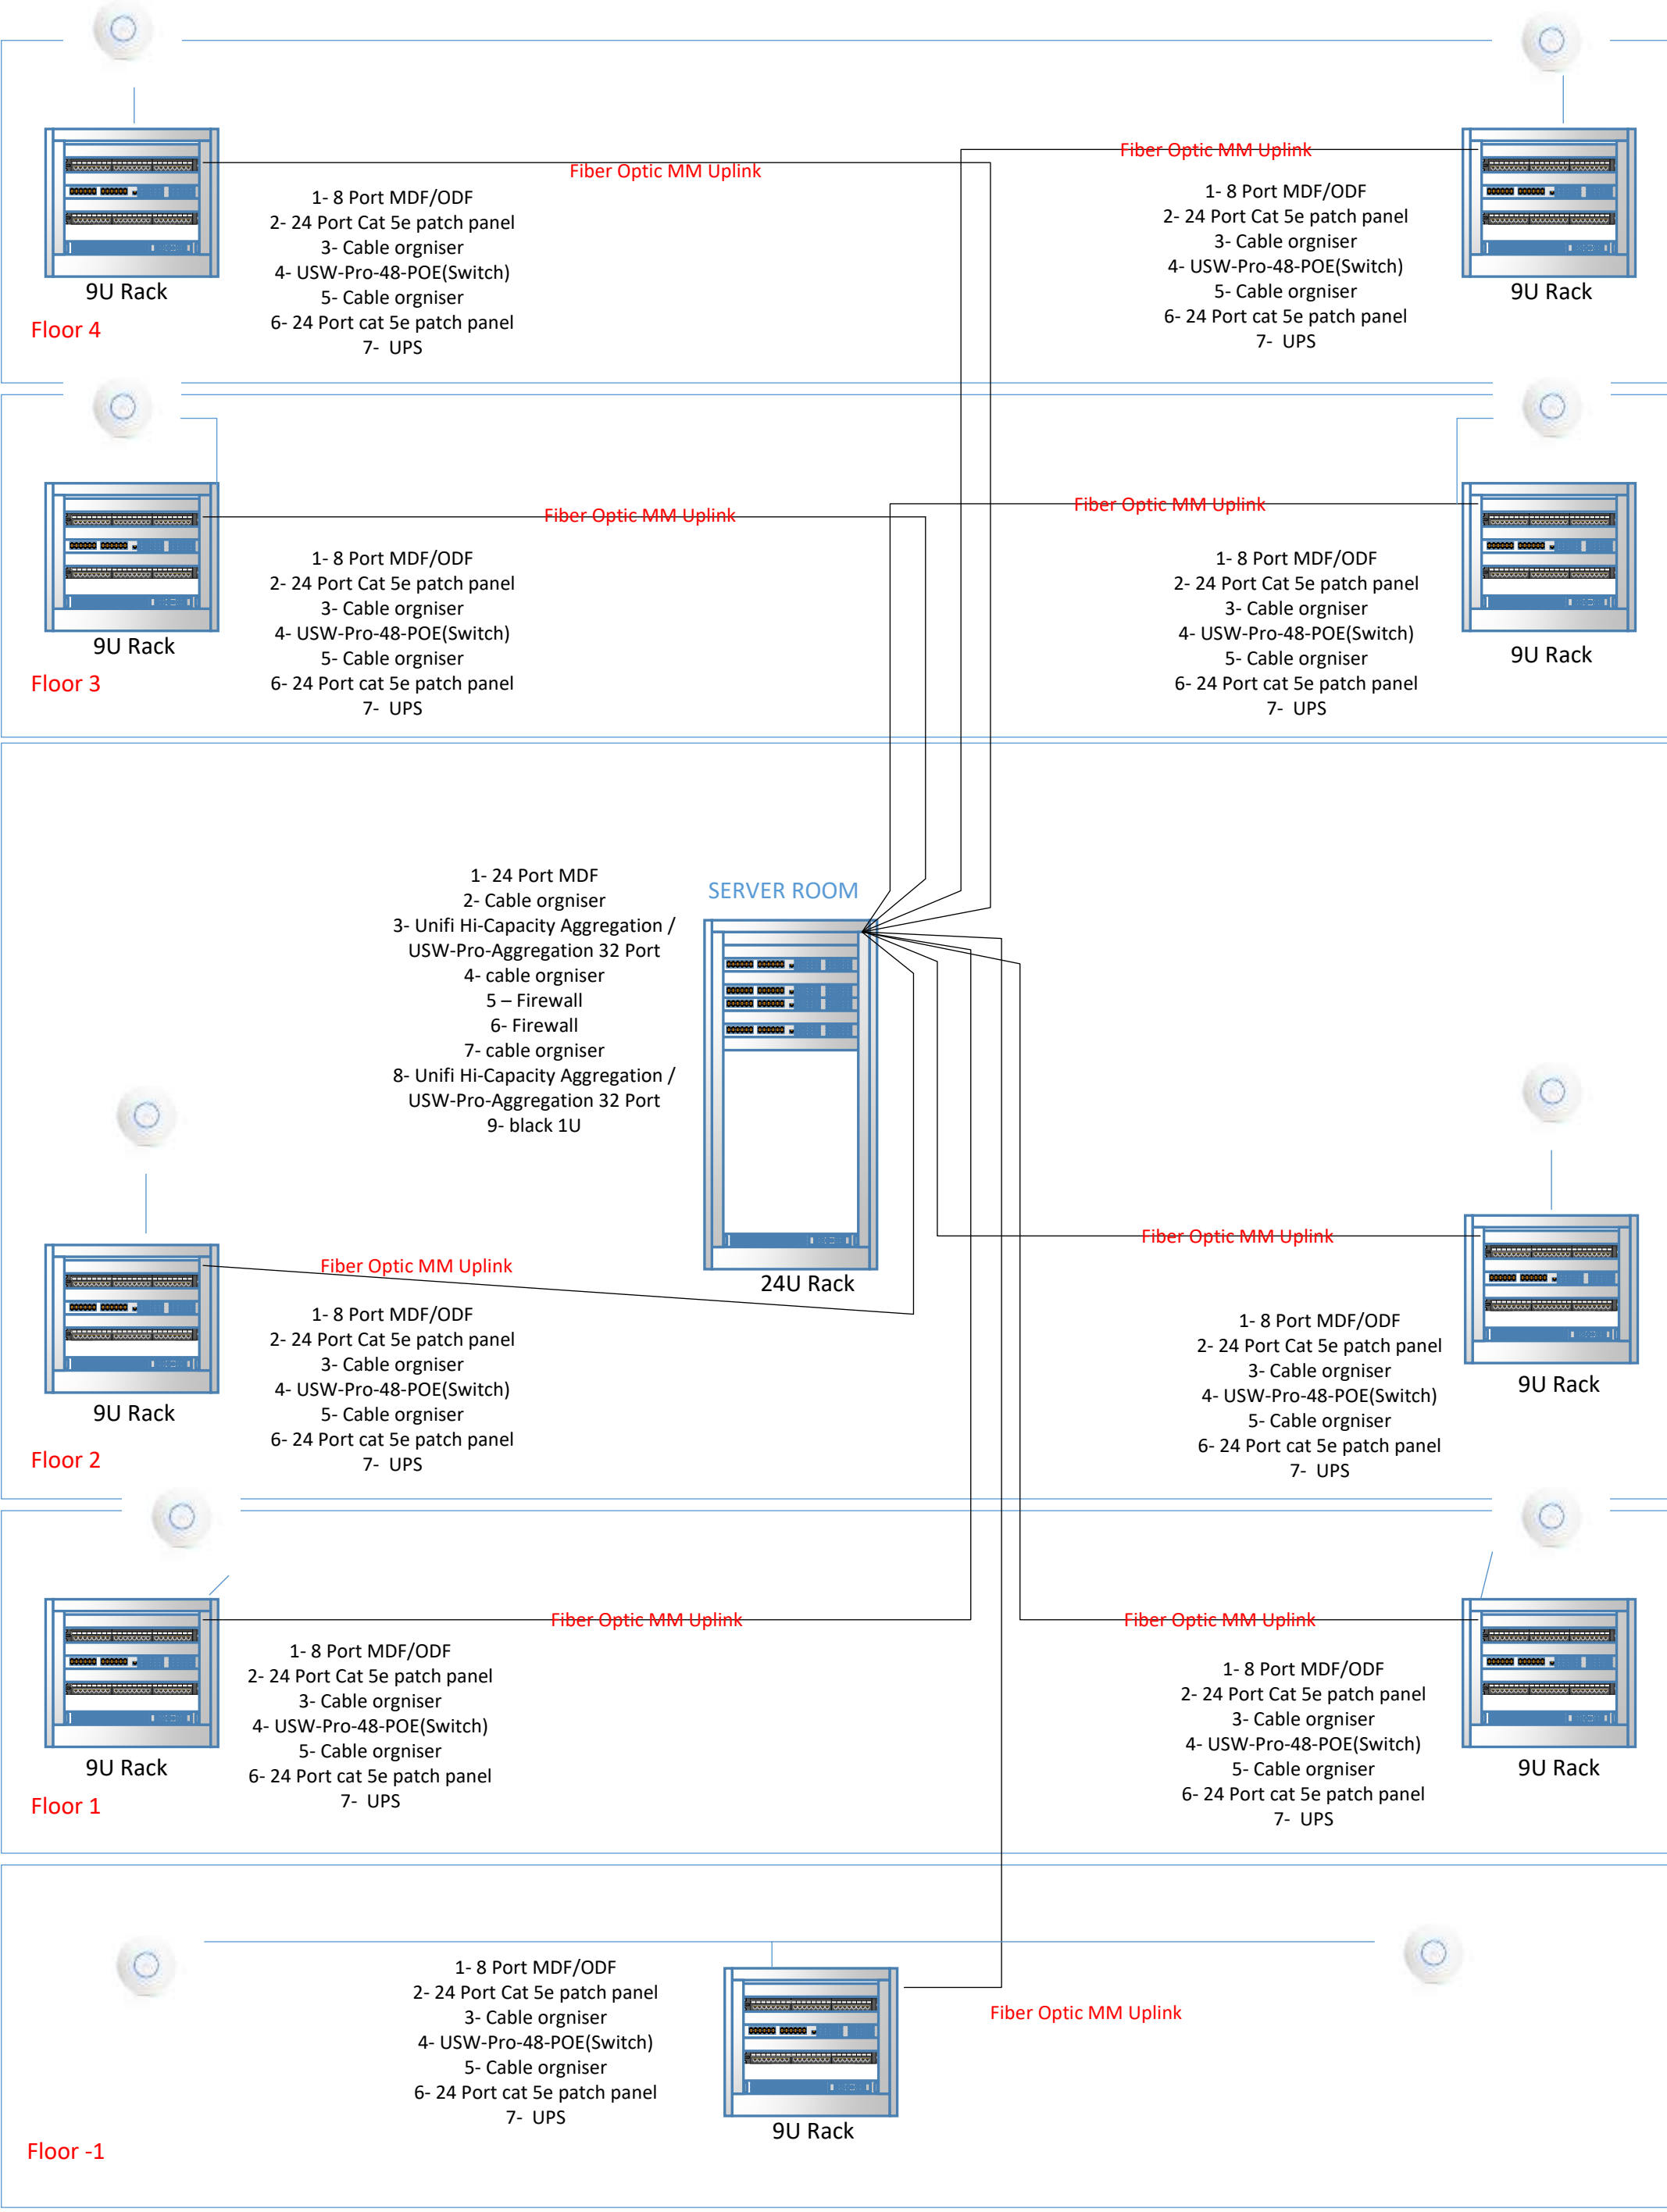 Fiber Optic MM Uplink
1- 8 Port MDF/ODF
2- 24 Port Cat 5e patch panel
3- Cable orgniser
4- USW-Pro-48-POE(Switch)
5- Cable orgniser
6- 24 Port cat 5e patch panel
7- UPS
9U Rack
Floor 4
Fiber Optic MM Uplink
1- 8 Port MDF/ODF
2- 24 Port Cat 5e patch panel
3- Cable orgniser
4- USW-Pro-48-POE(Switch)
5- Cable orgniser
6- 24 Port cat 5e patch panel
7- UPS
9U Rack
Fiber Optic MM Uplink
1- 8 Port MDF/ODF
2- 24 Port Cat 5e patch panel
3- Cable orgniser
4- USW-Pro-48-POE(Switch)
5- Cable orgniser
6- 24 Port cat 5e patch panel
7- UPS
9U Rack
Floor 3
Fiber Optic MM Uplink
1- 8 Port MDF/ODF
2- 24 Port Cat 5e patch panel
3- Cable orgniser
4- USW-Pro-48-POE(Switch)
5- Cable orgniser
6- 24 Port cat 5e patch panel
7- UPS
9U Rack
1- 24 Port MDF
2- Cable orgniser
3- Unifi Hi-Capacity Aggregation /
USW-Pro-Aggregation 32 Port
4- cable orgniser
5 – Firewall
6- Firewall
7- cable orgniser
8- Unifi Hi-Capacity Aggregation /
USW-Pro-Aggregation 32 Port
9- black 1U
SERVER ROOM
24U Rack
Fiber Optic MM Uplink
1- 8 Port MDF/ODF
2- 24 Port Cat 5e patch panel
3- Cable orgniser
4- USW-Pro-48-POE(Switch)
5- Cable orgniser
6- 24 Port cat 5e patch panel
7- UPS
9U Rack
Floor 2
Fiber Optic MM Uplink
1- 8 Port MDF/ODF
2- 24 Port Cat 5e patch panel
3- Cable orgniser
4- USW-Pro-48-POE(Switch)
5- Cable orgniser
6- 24 Port cat 5e patch panel
7- UPS
9U Rack
Fiber Optic MM Uplink
1- 8 Port MDF/ODF
2- 24 Port Cat 5e patch panel
3- Cable orgniser
4- USW-Pro-48-POE(Switch)
5- Cable orgniser
6- 24 Port cat 5e patch panel
7- UPS
9U Rack
Floor 1
Fiber Optic MM Uplink
1- 8 Port MDF/ODF
2- 24 Port Cat 5e patch panel
3- Cable orgniser
4- USW-Pro-48-POE(Switch)
5- Cable orgniser
6- 24 Port cat 5e patch panel
7- UPS
9U Rack
1- 8 Port MDF/ODF
2- 24 Port Cat 5e patch panel
3- Cable orgniser
4- USW-Pro-48-POE(Switch)
5- Cable orgniser
6- 24 Port cat 5e patch panel
7- UPS
9U Rack
Fiber Optic MM Uplink
Floor -1